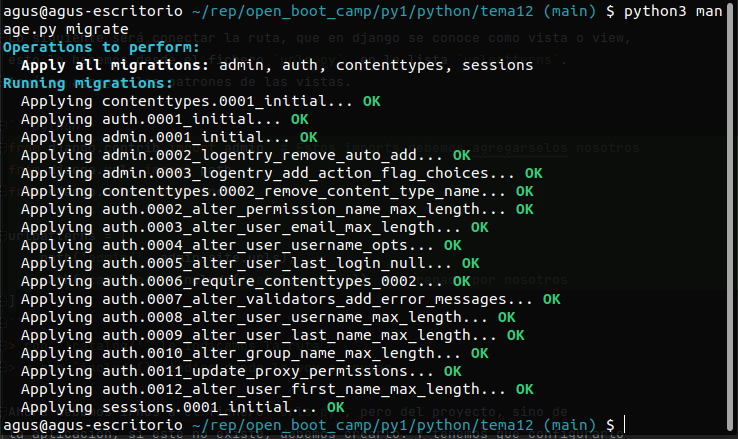 agus@agus-escritorio ~/rep/open_boot_camp/py1/python/tema12 (main) $ python3 man
age.py migrate
Operations to perform:
  Apply all migrations: admin, auth, contenttypes, sessions
Running migrations:
  Applying contenttypes.0001_initial... OK
  Applying auth.0001_initial... OK
  Applying admin.0001_initial... OK
  Applying admin.0002_logentry_remove_auto_add... OK
  Applying admin.0003_logentry_add_action_flag_choices... OK
  Applying contenttypes.0002_remove_content_type_name... OK
  Applying auth.0002_alter_permission_name_max_length... OK
  Applying auth.0003_alter_user_email_max_length... OK
  Applying auth.0004_alter_user_username_opts... OK
  Applying auth.0005_alter_user_last_login_null... OK
  Applying auth.0006_require_contenttypes_0002... OK
  Applying auth.0007_alter_validators_add_error_messages... OK
  Applying auth.0008_alter_user_username_max_length... OK
  Applying auth.0009_alter_user_last_name_max_length... OK
  Applying auth.0010_alter_group_name_max_length... OK
  Applying auth.0011_update_proxy_permissions... OK
  Applying auth.0012_alter_user_first_name_max_length... OK
  Applying sessions.0001_initial... OK
agus@agus-escritorio ~/rep/open_boot_camp/py1/python/tema12 (main) $